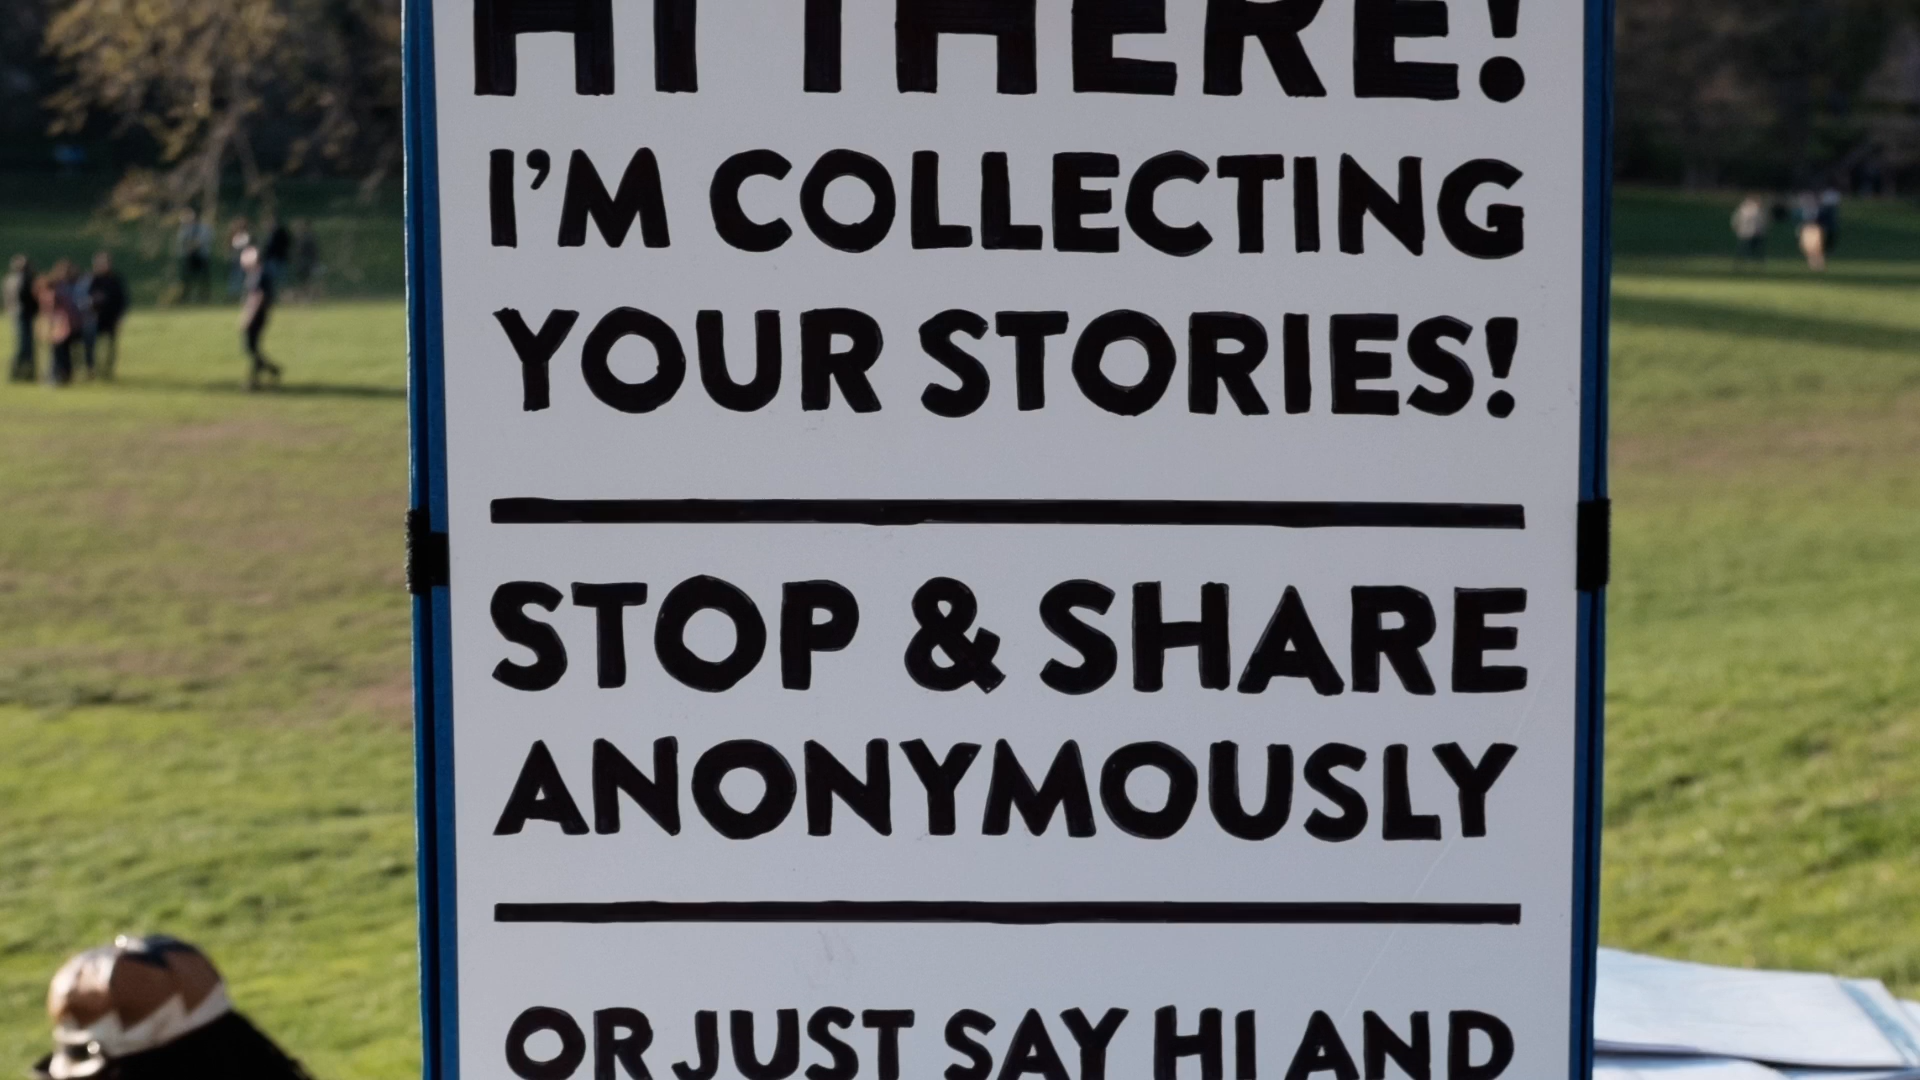 HI THERE!
I'M COLLECTING
YOUR STORIES!
STOP & SHARE
ANONYMOUSLY
OR JUST SAY HI AND